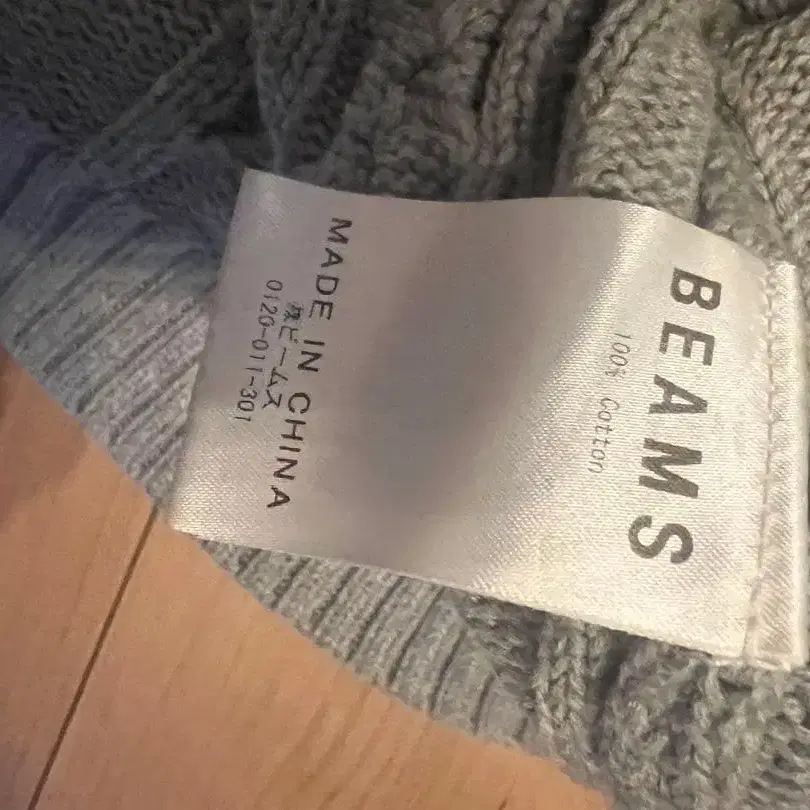 BEAMS
100% Cotton
MADE IN CHINA
㈱ビームス
0120-011-301